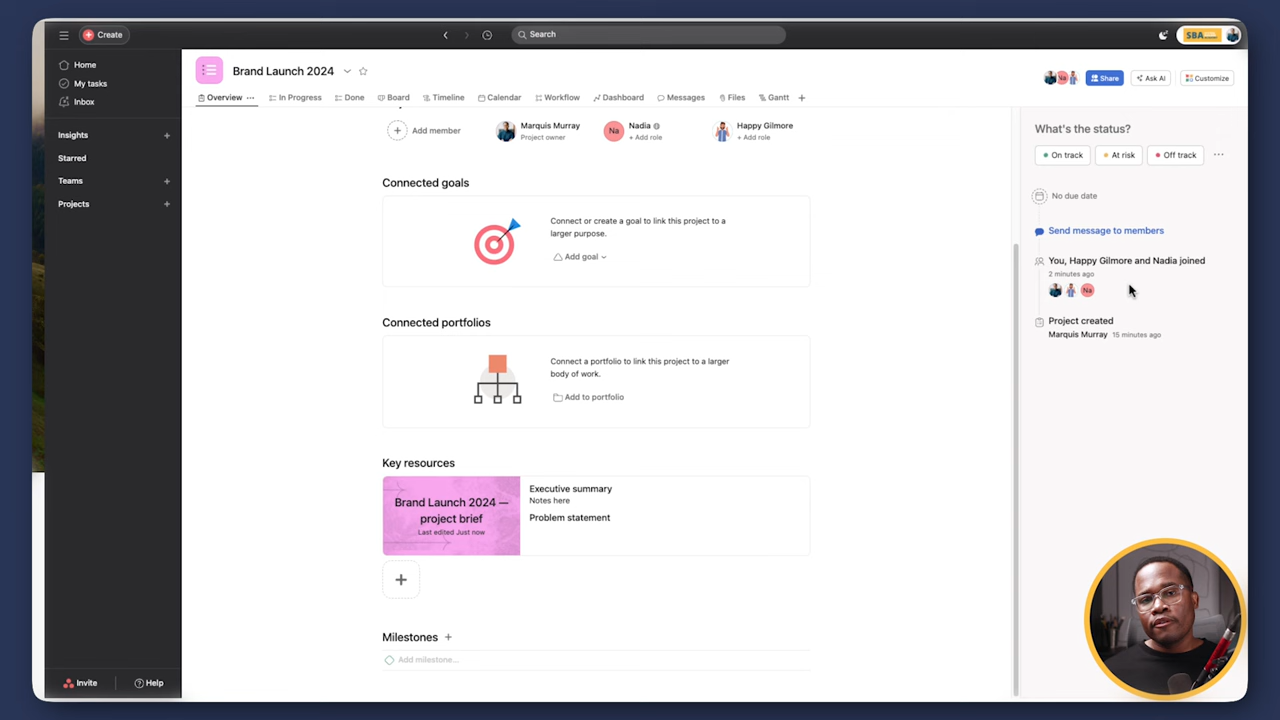 Create
Search
SBA
Home
My tasks
Inbox
Insights
Starred
Teams
Projects
Invite
Help
Brand Launch 2024
Share
Ask AI
Customize
Overview
In Progress
Done
Board
Timeline
Calendar
Workflow
Dashboard
Messages
Files
Gantt
Add member
Marquis Murray
Project owner
Na
Nadia
+ Add role
Happy Gilmore
+ Add role
Connected goals
Connect or create a goal to link this project to a
larger purpose.
Add goal
Connected portfolios
Connect a portfolio to link this project to a larger
body of work.
Add to portfolio
Key resources
Brand Launch 2024 —
project brief
Last edited Just now
Executive summary
Notes here
Problem statement
Milestones
Add milestone...
What's the status?
On track
At risk
Off track
No due date
Send message to members
You, Happy Gilmore and Nadia joined
2 minutes ago
Na
Project created
Marquis Murray 15 minutes ago